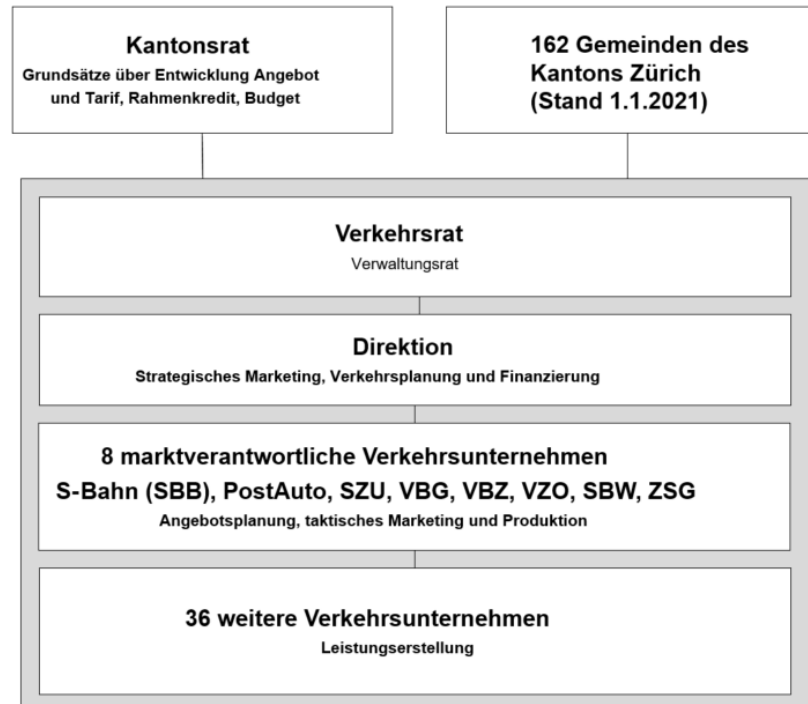 Kantonsrat
Grundsätze über Entwicklung Angebot
und Tarif, Rahmenkredit, Budget
162 Gemeinden des
Kantons Zürich
(Stand 1.1.2021)
Verkehrsrat
Verwaltungsrat
Direktion
Strategisches Marketing, Verkehrsplanung und Finanzierung
8 marktverantwortliche Verkehrsunternehmen
S-Bahn (SBB), PostAuto, SZU, VBG, VBZ, VZO, SBW, ZSG
Angebotsplanung, taktisches Marketing und Produktion
36 weitere Verkehrsunternehmen
Leistungserstellung